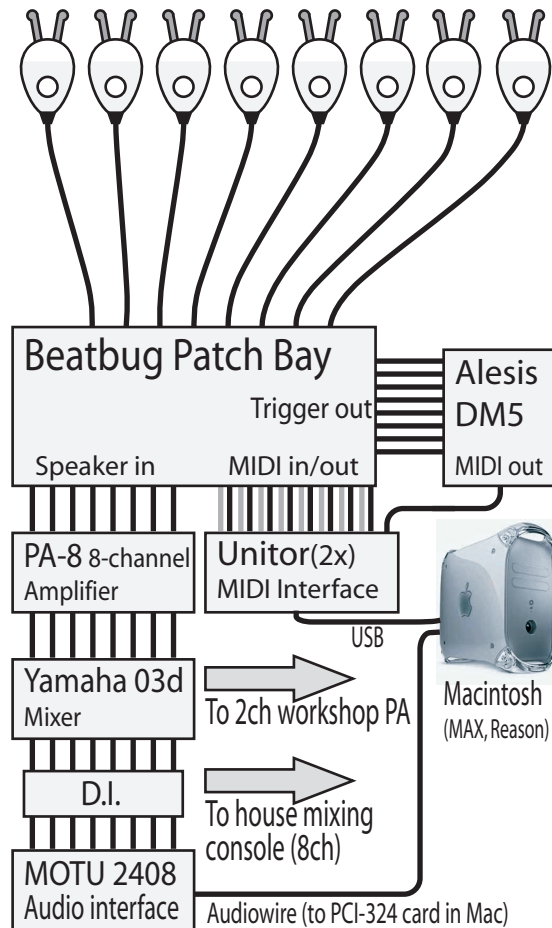 Beatbug Patch Bay
Trigger out
Speaker in
MIDI in/out
Alesis
DM5
MIDI out
PA-8 8-channel
Amplifier
Unitor(2x)
MIDI Interface
USB
Yamaha 03d
Mixer
To 2ch workshop PA
Macintosh
(MAX, Reason)
D.I.
To house mixing
console (8ch)
MOTU 2408
Audio interface
Audiowire (to PCI-324 card in Mac)